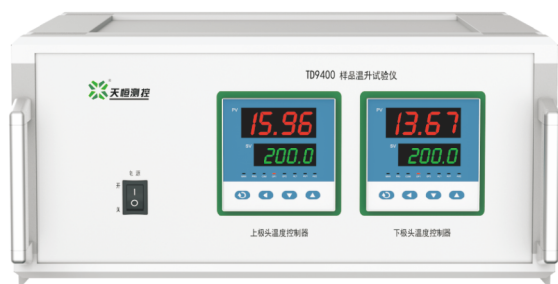 TD9400 样品温升试验仪
天恒测控
PV
15.96
SV
200.0
PV
13.67
SV
200.0
电源
开
关
上极头温度控制器
下极头温度控制器